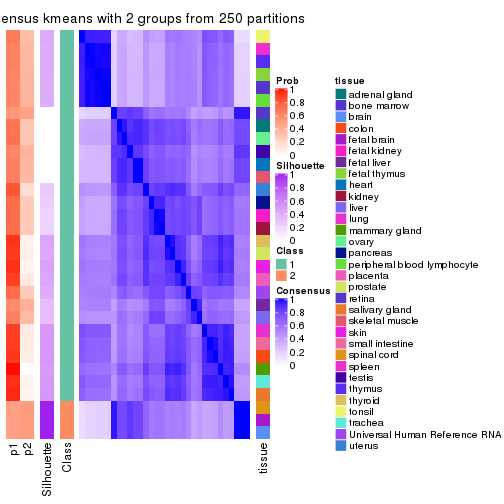 ensus kmeans with 2 groups from 250 partitions
Prob
1
0.8
0.6
0.4
0.2
0
Silhouette
1
0.8
0.6
0.4
0.2
0
Class
1
2
Consensus
1
0.8
0.6
0.4
0.2
0
tissue
adrenal gland
bone marrow
brain
colon
fetal brain
fetal kidney
fetal liver
fetal thymus
heart
kidney
liver
lung
mammary gland
ovary
pancreas
peripheral blood lymphocyte
placenta
prostate
retina
salivary gland
skeletal muscle
skin
small intestine
spinal cord
spleen
testis
thymus
thyroid
tonsil
trachea
Universal Human Reference RNA
uterus
p1
p2
Silhouette
Class
tissue